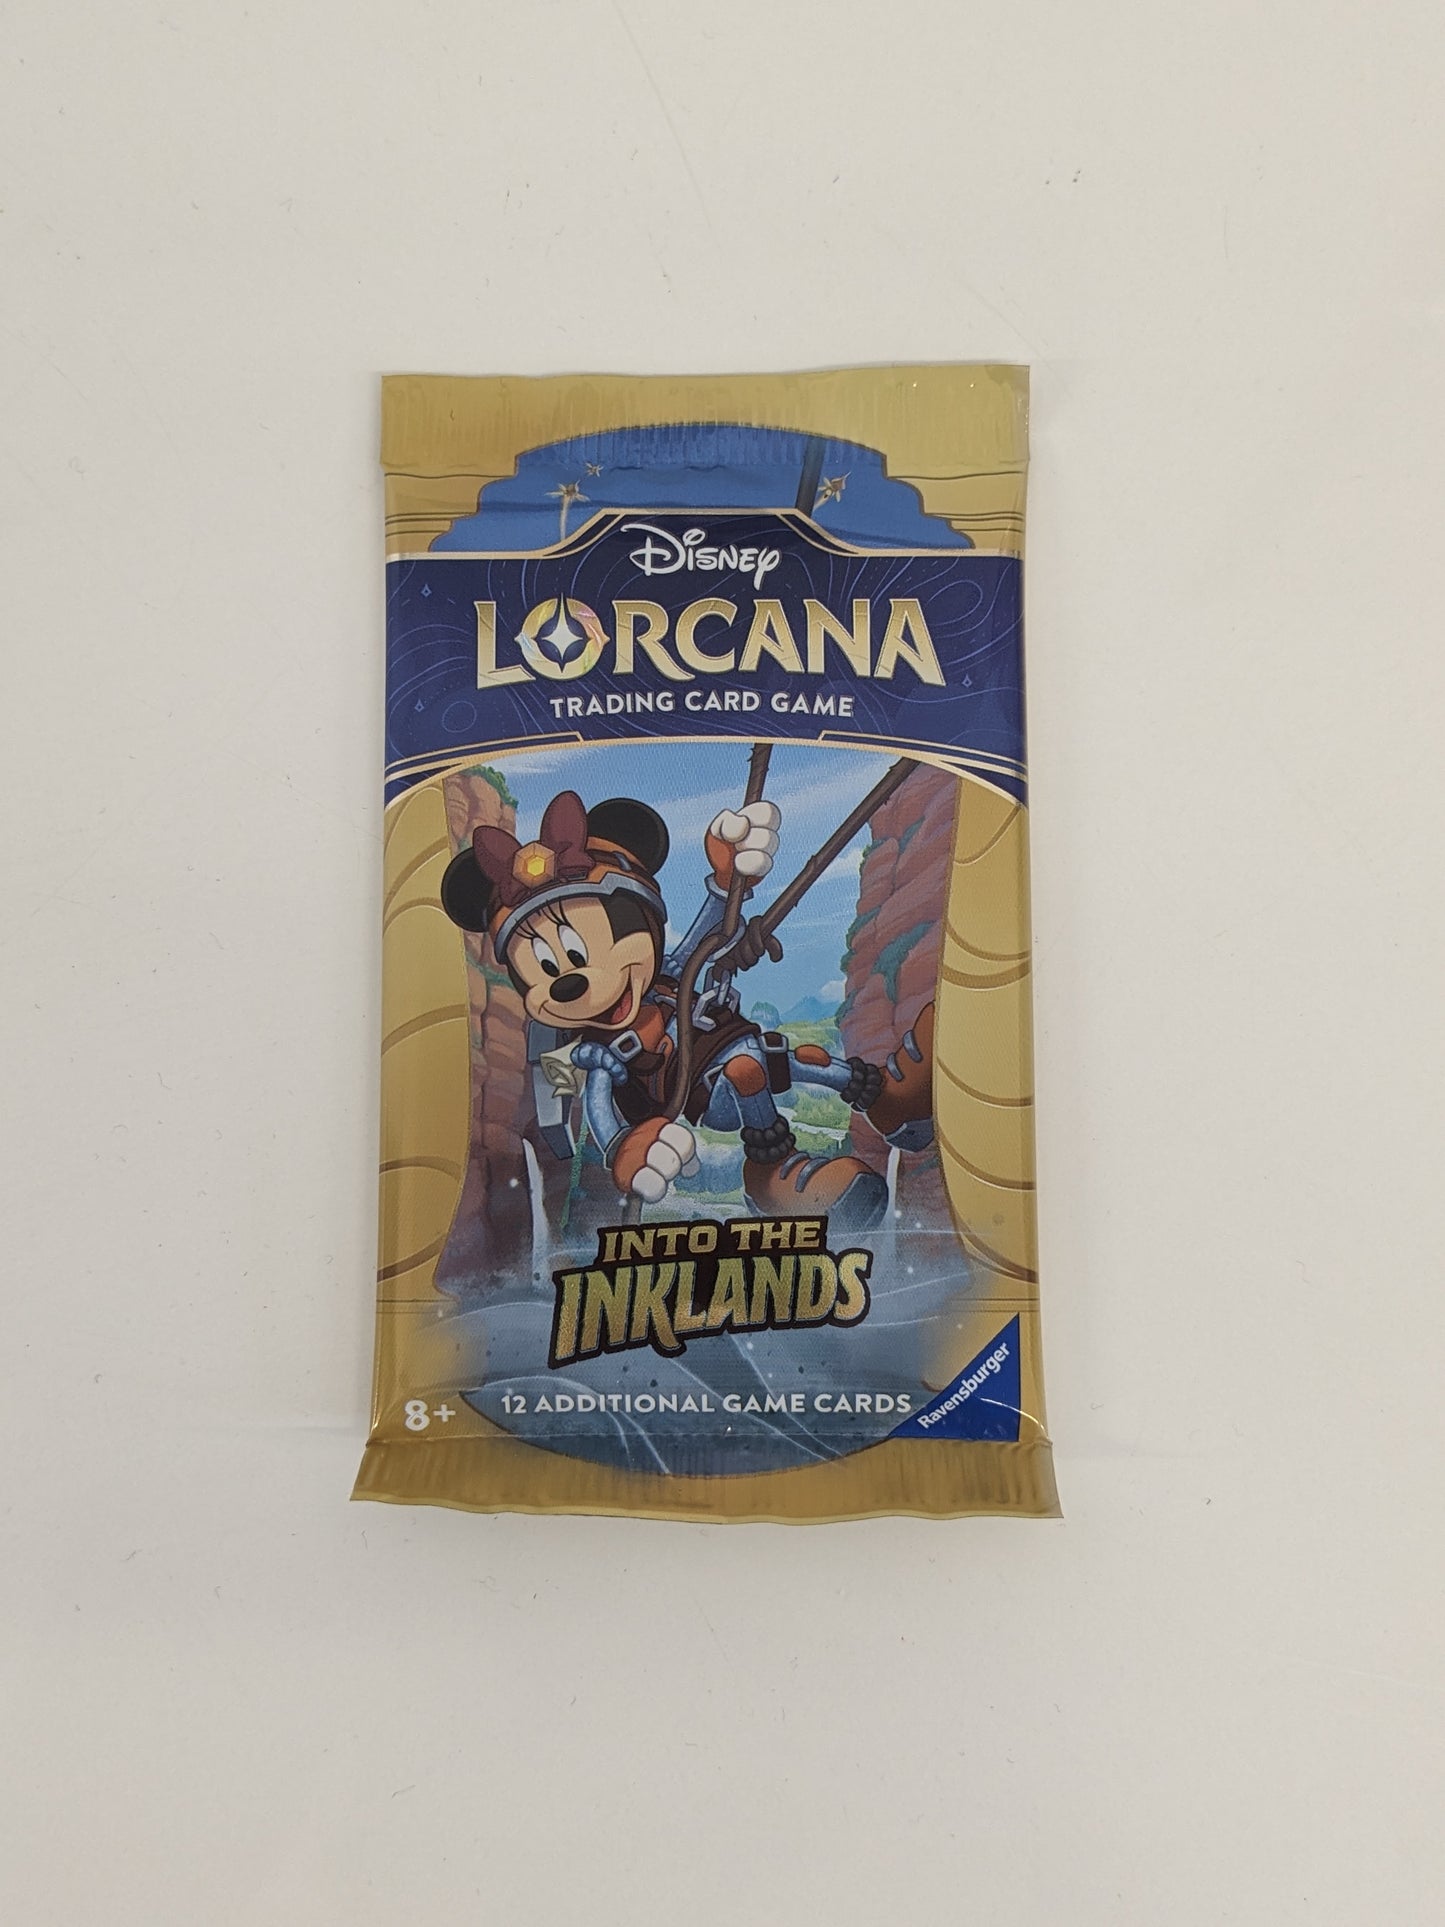 Disney
LORCANA
TRADING CARD GAME
INTO THE
INKLANDS
8+
12 ADDITIONAL GAME CARDS
Ravensburger